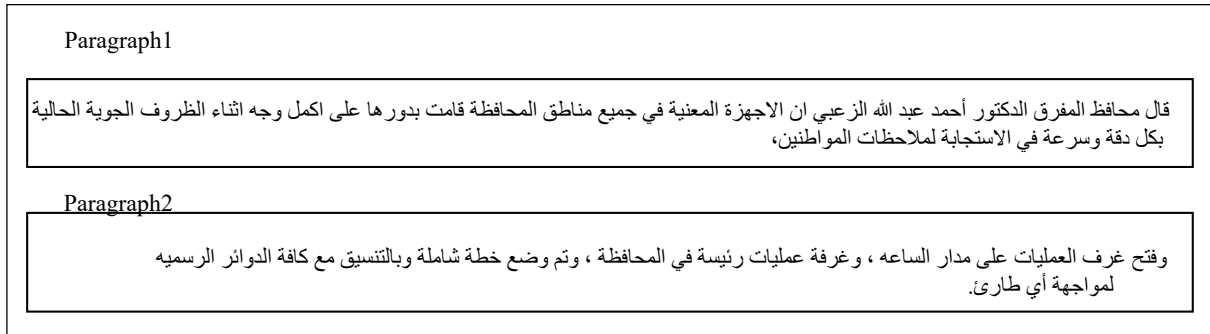 Paragraph1
قال محافظ المفرق الدكتور أحمد عبد الله الزعبي ان الاجهزة المعنية في جميع مناطق المحافظة قامت بدورها على اكمل وجه اثناء الظروف الجوية الحالية
بكل دقة وسرعة في الاستجابة لملاحظات المواطنين،
Paragraph2
وفتح غرف العمليات على مدار الساعه ، وغرفة عمليات رئيسة في المحافظة ، وتم وضع خطة شاملة وبالتنسيق مع كافة الدوائر الرسميه
لمواجهة أي طارئ.